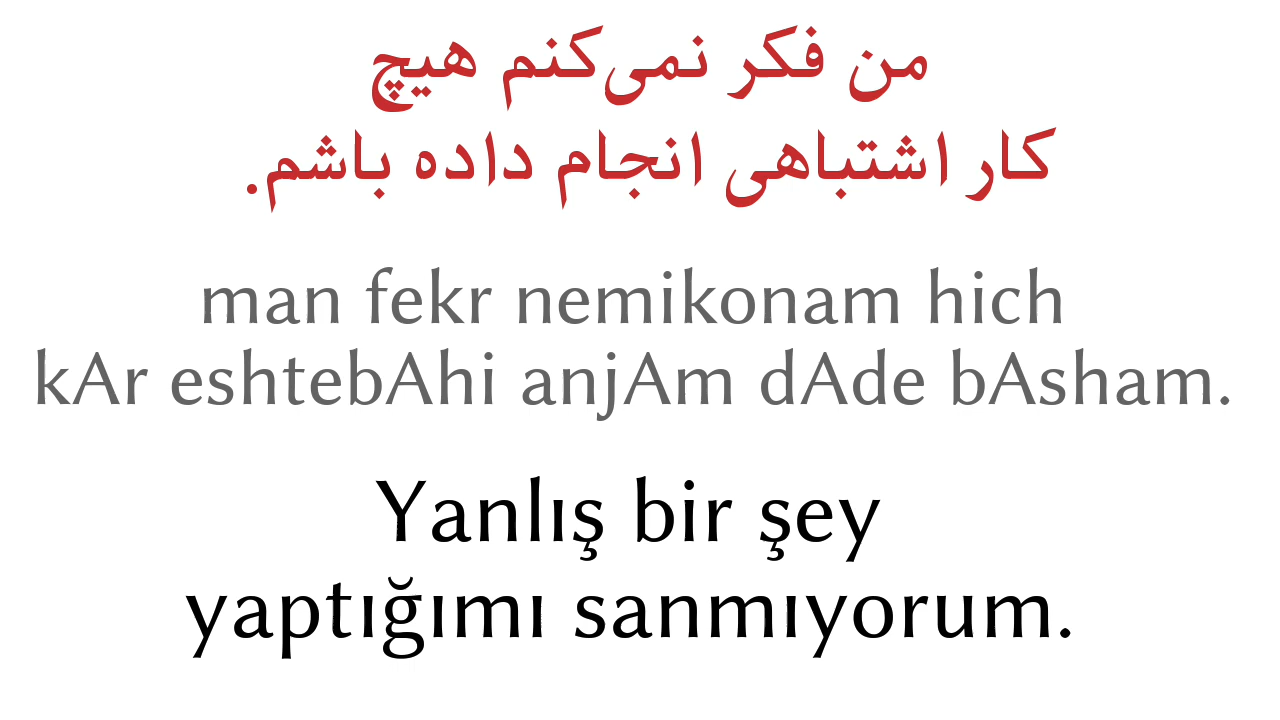 من فکر نمی‌کنم هیچ
کار اشتباهی انجام داده باشم.
man fekr nemikonam hich
kAr eshtebAhi anjAm dAde bAsham.
Yanlış bir şey
yaptığımı sanmıyorum.